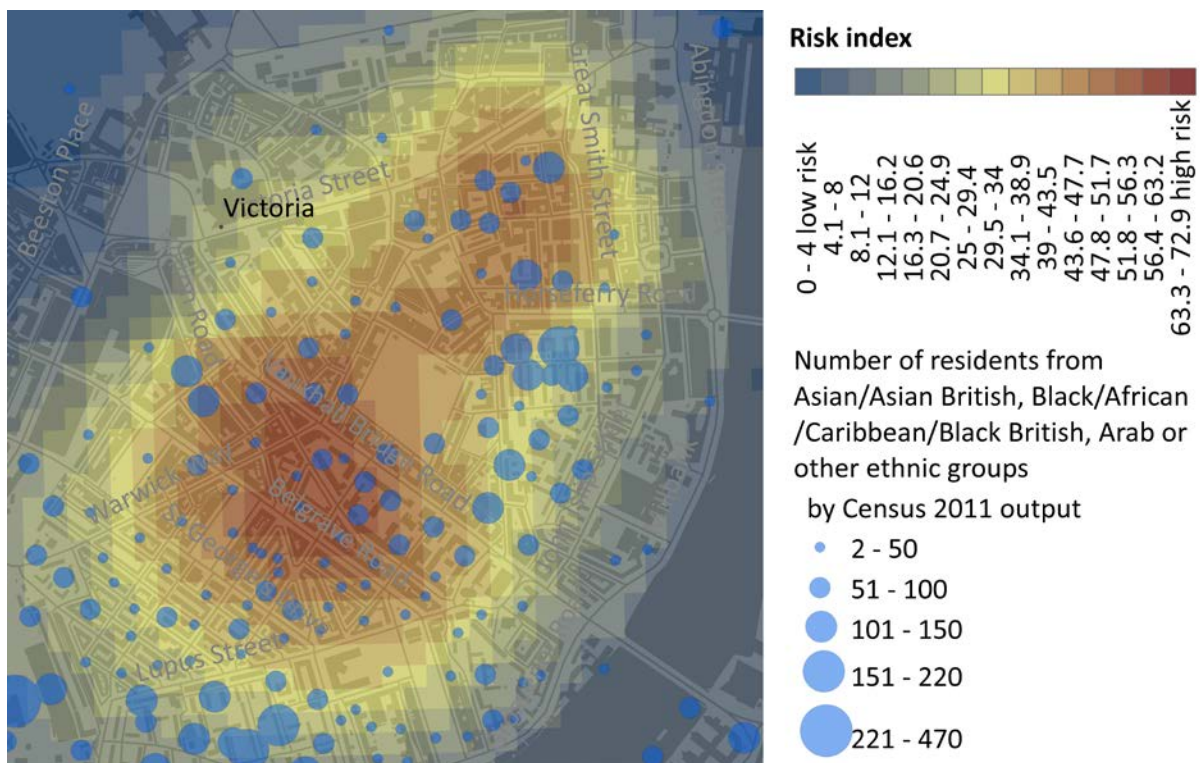 Beeston Place
Victoria Street
Victoria
Great Smith Street
Abingdon
Horseferry Road
Road
Vauxhall Bridge Road
Warwick Way
Belgrave Road
St George's
Lupus Street
Risk index
0 - 4 low risk
4.1 - 8
8.1 - 12
12.1 - 16.2
16.3 - 20.6
20.7 - 24.9
25 - 29.4
29.5 - 34
34.1 - 38.9
39 - 43.5
43.6 - 47.7
47.8 - 51.7
51.8 - 56.3
56.4 - 63.2
63.3 - 72.9 high risk
Number of residents from
Asian/Asian British, Black/African
/Caribbean/Black British, Arab or
other ethnic groups
by Census 2011 output
2 - 50
51 - 100
101 - 150
151 - 220
221 - 470